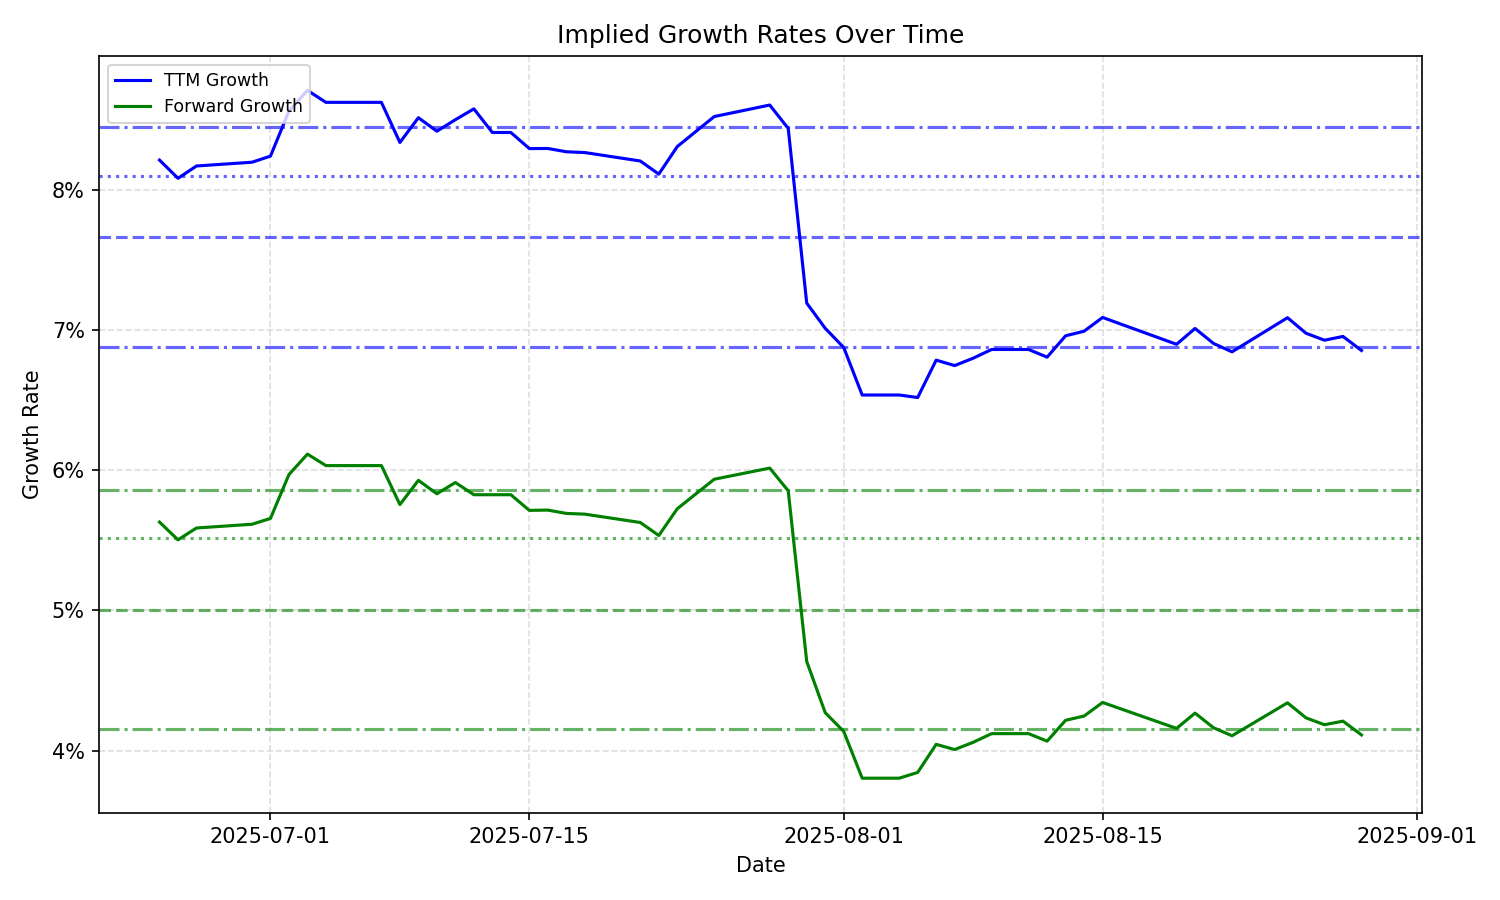 Implied Growth Rates Over Time
TTM Growth
Forward Growth
8%
7%
6%
5%
4%
Growth Rate
2025-07-01
2025-07-15
2025-08-01
2025-08-15
2025-09-01
Date